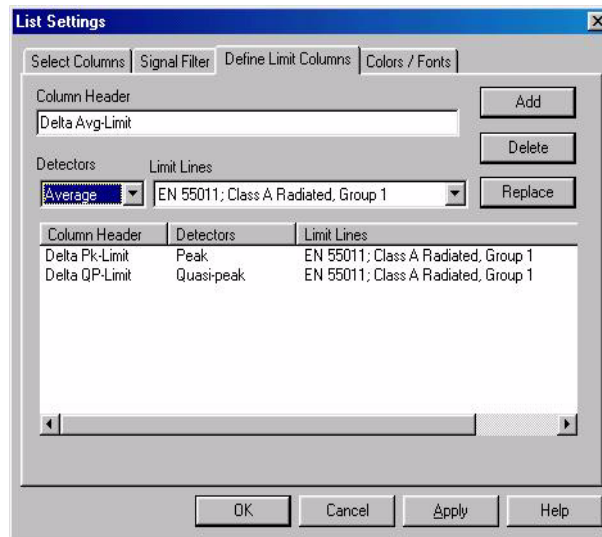 List Settings
Select Columns Signal Filter Define Limit Columns Colors / Fonts
Column Header
Add
Delta Avg-Limit
Delete
Detectors Limit Lines
Average EN 55011; Class A Radiated, Group 1 Replace
Column Header Detectors Limit Lines
Delta Pk-Limit Peak EN 55011; Class A Radiated, Group 1
Delta QP-Limit Quasi-peak EN 55011; Class A Radiated, Group 1
OK Cancel Apply Help